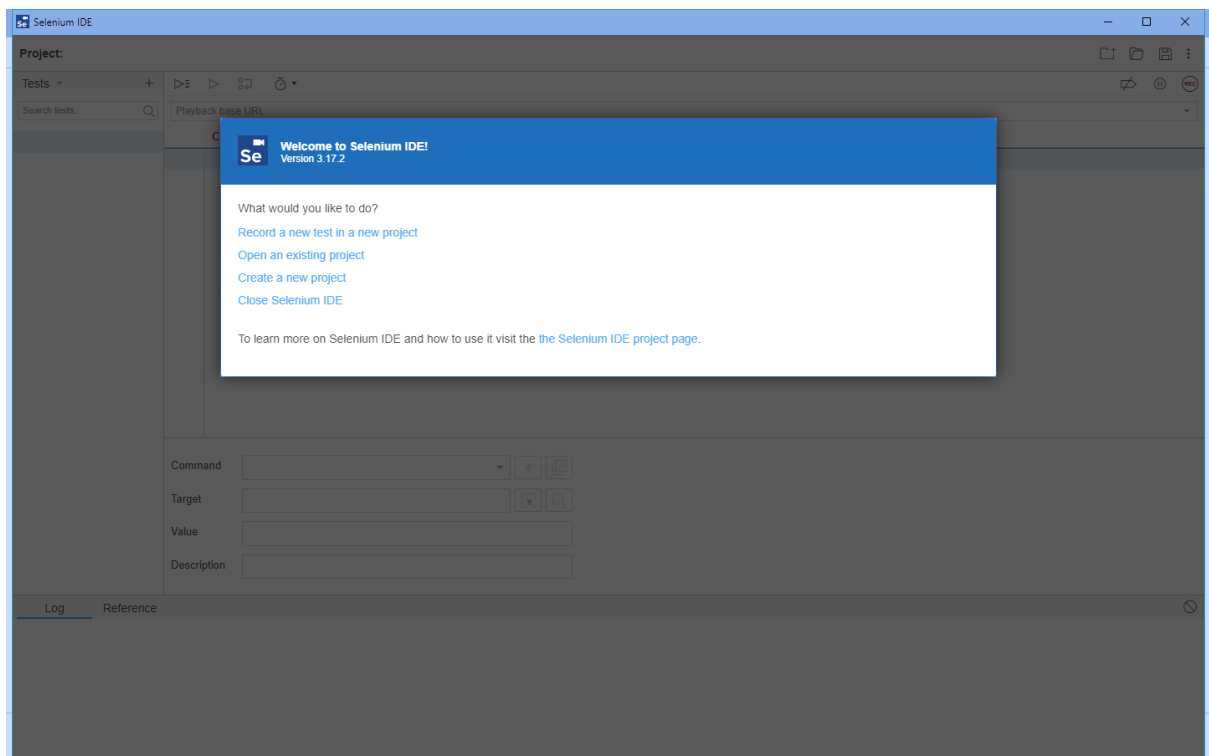 Se Selenium IDE
Project:
Tests
Search tests...
Playback base URL
C
Se Welcome to Selenium IDE!
Version 3.17.2
What would you like to do?
Record a new test in a new project
Open an existing project
Create a new project
Close Selenium IDE
To learn more on Selenium IDE and how to use it visit the the Selenium IDE project page.
Command
//
Target
Value
Description
Log Reference
REC